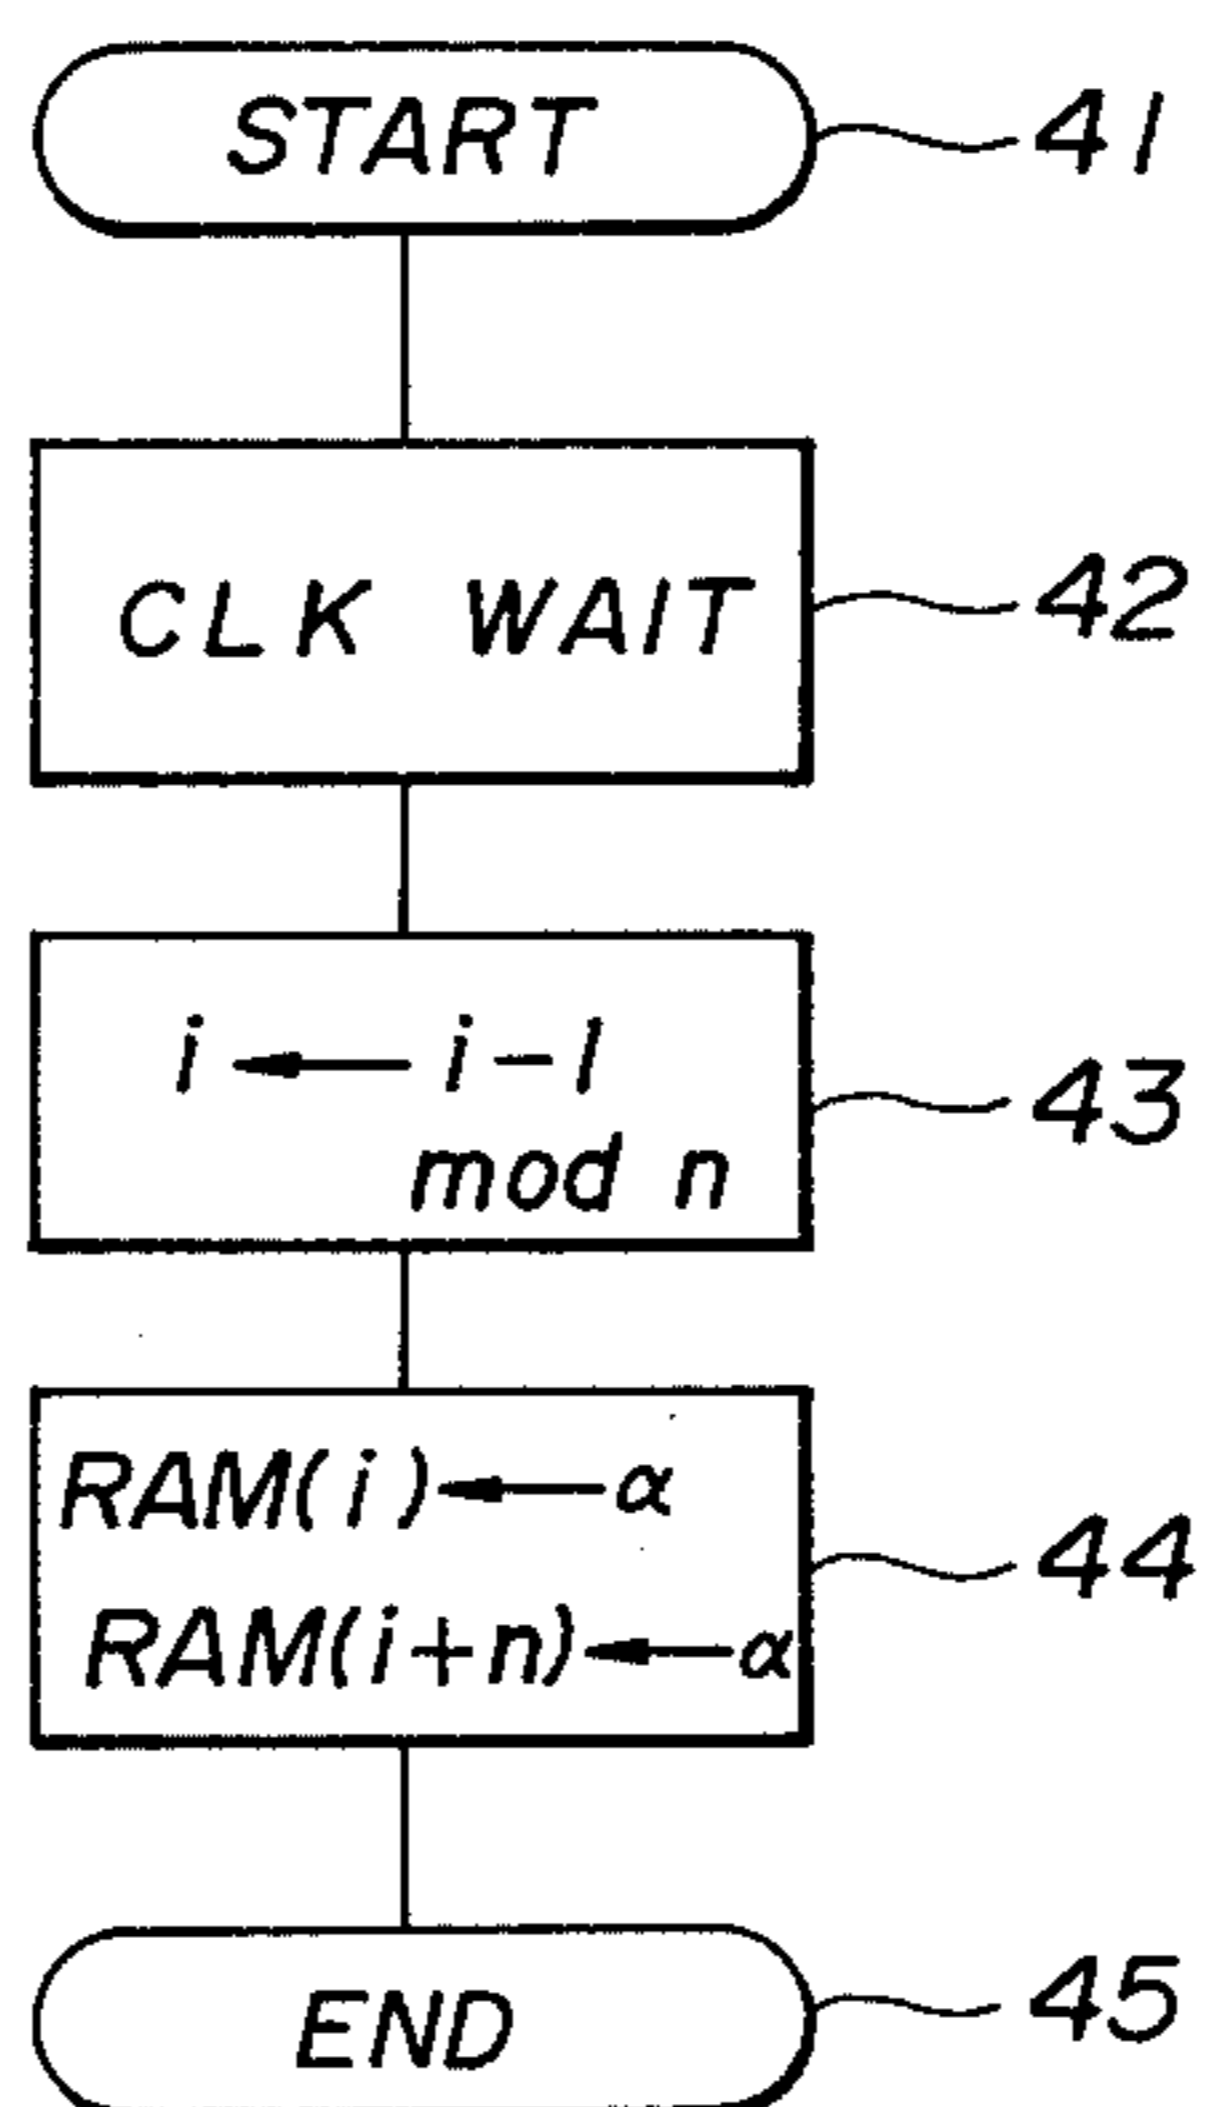 START 41
CLK WAIT 42
i ← i-1
mod n 43
RAM(i) ← α
44
RAM(i+n) ← α
END 45